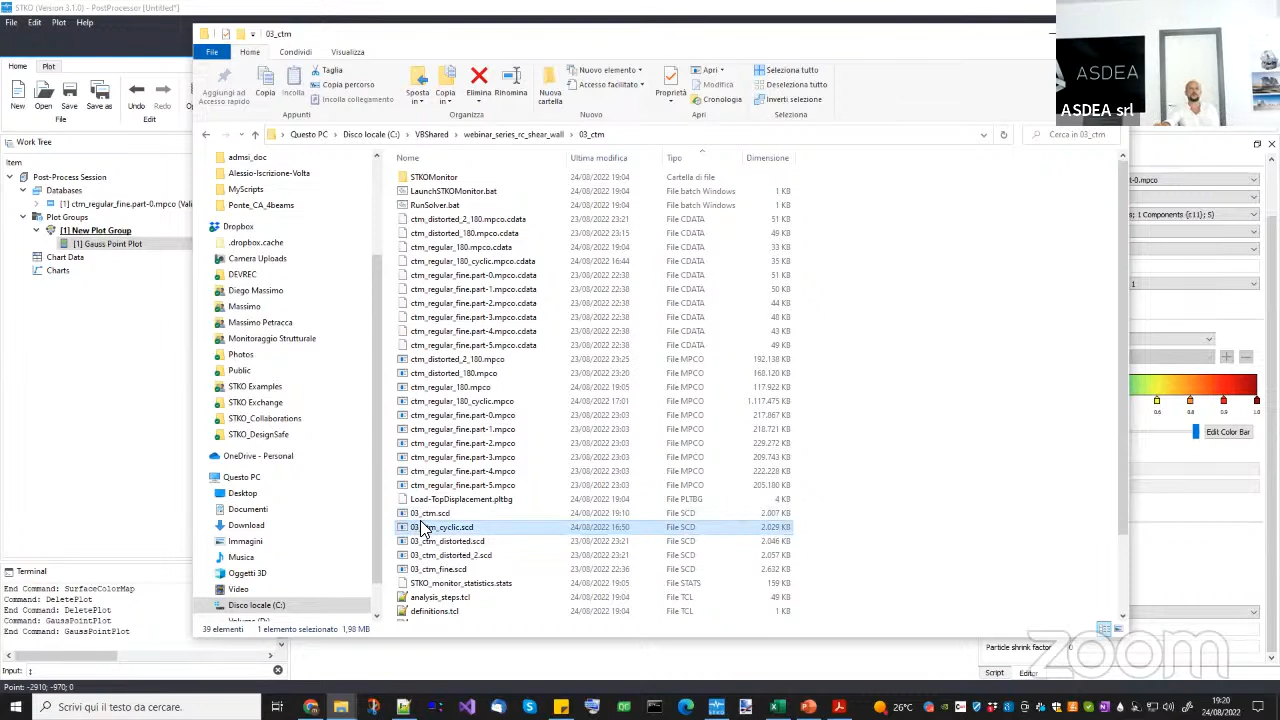 STKO (Version 3.1.0) - PostProcessor [Untitled*]
File Edit Plot Help
Home Plot
New Open Save Save as Undo Redo
File Edit
Work Tree
Item
Post-Process Session
Databases
[1] ctm_regular_fine.part-0.mpco (Vali
Plot Groups
[1] New Plot Group
[1] Gauss Point Plot
Chart Data
Charts
Terminal
End Command: SurfaceColorMap
End Command: DeletePlot
Command: GaussPointPlot
Command: DeletePlot
End Command: DeletePlot
Command: GaussPointPlot
End Command: GaussPointPlot
Input:
Point: -2910; -970; 0
03_ctm
File Home Condividi Visualizza
Aggiungi ad Accesso rapido
Copia
Incolla
Taglia
Copia percorso
Incolla collegamento
Appunti
Sposta in
Copia in
Elimina
Rinomina
Organizza
Nuova cartella
Nuovo elemento
Accesso facilitato
Nuovo
Proprietà
Apri
Modifica
Cronologia
Apri
Seleziona tutto
Deseleziona tutto
Inverti selezione
Seleziona
Questo PC > Disco locale (C:) > VBShared > webinar_series_rc_shear_wall > 03_ctm
Cerca in 03_ctm
admsi_doc
Alessio-Iscrizione-Volta
MyScripts
Ponte_CA_4beams
Dropbox
.dropbox.cache
Camera Uploads
DEVREC
Diego Massimo
Massimo
Massimo Petracca
Monitoraggio Strutturale
Photos
Public
STKO Examples
STKO Exchange
STKO_Collaborations
STKO_DesignSafe
OneDrive - Personal
Questo PC
Desktop
Documenti
Download
Immagini
Musica
Oggetti 3D
Video
Disco locale (C:)
Nome Ultima modifica Tipo Dimensione
STKOMonitor 24/08/2022 19:04 Cartella di file
LaunchSTKOMonitor.bat 24/08/2022 19:04 File batch Windows 1 KB
RunSolver.bat 24/08/2022 19:04 File batch Windows 1 KB
ctm_distorted_2_180.mpco.cdata 23/08/2022 23:21 File CDATA 51 KB
ctm_distorted_180.mpco.cdata 23/08/2022 23:15 File CDATA 49 KB
ctm_regular_180.mpco.cdata 24/08/2022 19:04 File CDATA 33 KB
ctm_regular_180_cyclic.mpco.cdata 24/08/2022 16:44 File CDATA 35 KB
ctm_regular_fine.part-0.mpco.cdata 23/08/2022 22:38 File CDATA 51 KB
ctm_regular_fine.part-1.mpco.cdata 23/08/2022 22:38 File CDATA 50 KB
ctm_regular_fine.part-2.mpco.cdata 23/08/2022 22:38 File CDATA 44 KB
ctm_regular_fine.part-3.mpco.cdata 23/08/2022 22:38 File CDATA 48 KB
ctm_regular_fine.part-4.mpco.cdata 23/08/2022 22:38 File CDATA 43 KB
ctm_regular_fine.part-5.mpco.cdata 23/08/2022 22:38 File CDATA 49 KB
ctm_distorted_2_180.mpco 23/08/2022 23:25 File MPCO 192.138 KB
ctm_distorted_180.mpco 23/08/2022 23:20 File MPCO 168.120 KB
ctm_regular_180.mpco 24/08/2022 19:05 File MPCO 117.922 KB
ctm_regular_180_cyclic.mpco 24/08/2022 17:01 File MPCO 1.117.475 KB
ctm_regular_fine.part-0.mpco 23/08/2022 23:03 File MPCO 217.867 KB
ctm_regular_fine.part-1.mpco 23/08/2022 23:03 File MPCO 218.721 KB
ctm_regular_fine.part-2.mpco 23/08/2022 23:03 File MPCO 229.272 KB
ctm_regular_fine.part-3.mpco 23/08/2022 23:03 File MPCO 209.743 KB
ctm_regular_fine.part-4.mpco 23/08/2022 23:03 File MPCO 222.228 KB
ctm_regular_fine.part-5.mpco 23/08/2022 23:03 File MPCO 205.180 KB
Load-TopDisplacement.pltbg 24/08/2022 19:04 File PLTBG 4 KB
03_ctm.scd 24/08/2022 19:10 File SCD 2.007 KB
03_ctm_cyclic.scd 24/08/2022 16:50 File SCD 2.029 KB
03_ctm_distorted.scd 23/08/2022 23:21 File SCD 2.046 KB
03_ctm_distorted_2.scd 23/08/2022 23:21 File SCD 2.057 KB
03_ctm_fine.scd 23/08/2022 22:36 File SCD 2.632 KB
STKO_monitor_statistics.stats 24/08/2022 19:05 File STATS 159 KB
analysis_steps.tcl 24/08/2022 19:04 File TCL 49 KB
definitions.tcl 24/08/2022 19:04 File TCL 1 KB
39 elementi 1 elemento selezionato 1,98 MB
ASDEA
ASDEA srl
0.mpco
; 1 Components {ε11}; S)
1
0.6 0.8 0.9 1.0
Edit Color Bar
Particle shrink factor 0
Script Editor
zoom
Scrivi qui il testo da cercare.
26°C
19:20
24/08/2022